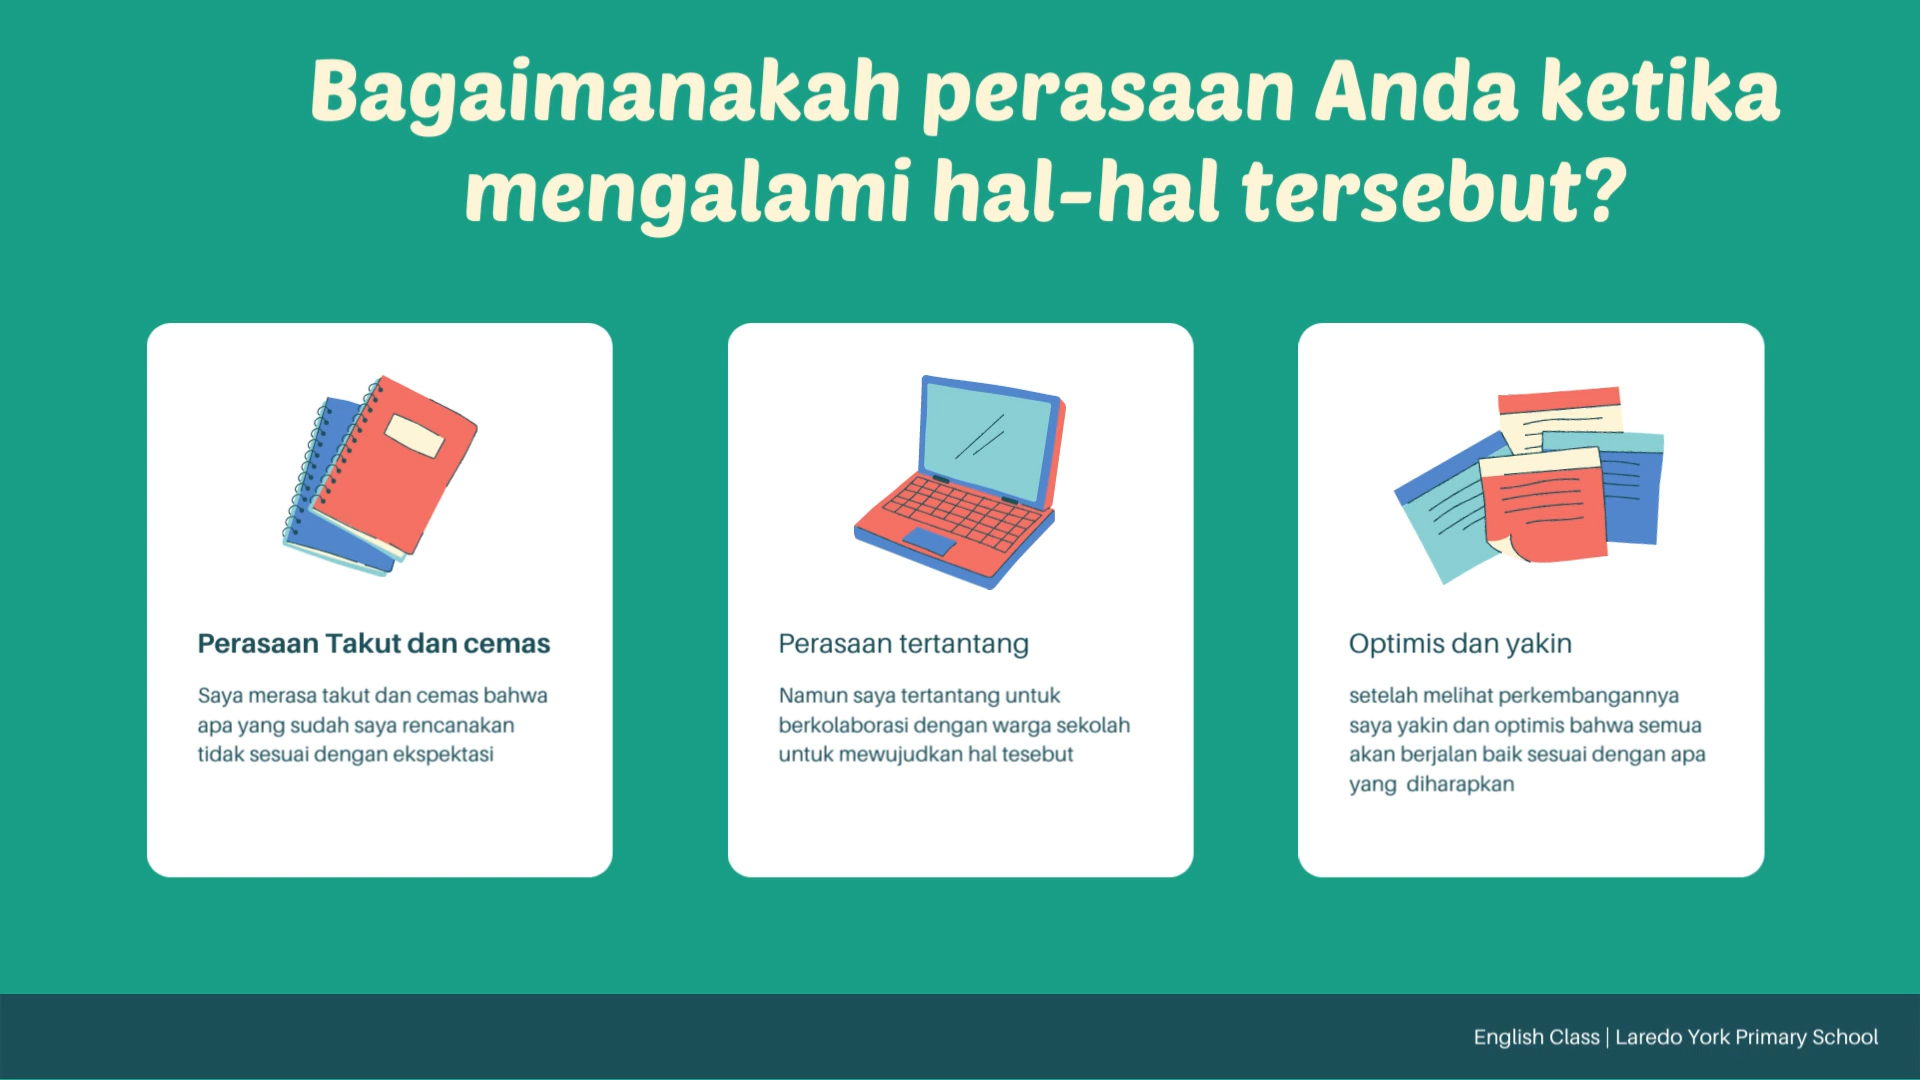 Bagaimanakah perasaan Anda ketika
mengalami hal-hal tersebut?
Perasaan Takut dan cemas
Saya merasa takut dan cemas bahwa
apa yang sudah saya rencanakan
tidak sesuai dengan ekspektasi
Perasaan tertantang
Namun saya tertantang untuk
berkolaborasi dengan warga sekolah
untuk mewujudkan hal tesebut
Optimis dan yakin
setelah melihat perkembangannya
saya yakin dan optimis bahwa semua
akan berjalan baik sesuai dengan apa
yang diharapkan
English Class | Laredo York Primary School